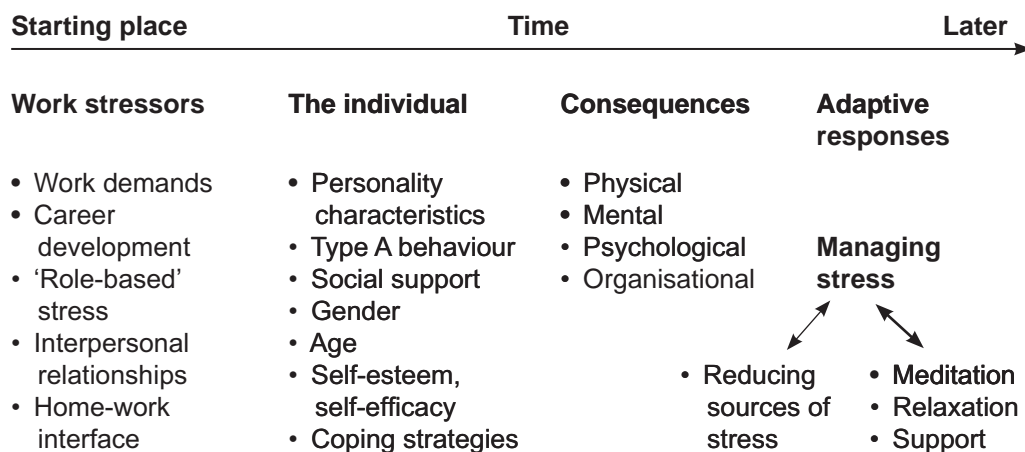 Starting place Time Later
Work stressors
• Work demands
• Career
development
• ‘Role-based’
stress
• Interpersonal
relationships
• Home-work
interface
The individual
• Personality
characteristics
• Type A behaviour
• Social support
• Gender
• Age
• Self-esteem,
self-efficacy
• Coping strategies
Consequences
• Physical
• Mental
• Psychological
• Organisational
Adaptive
responses
Managing
stress
• Reducing
sources of
stress
• Meditation
• Relaxation
• Support